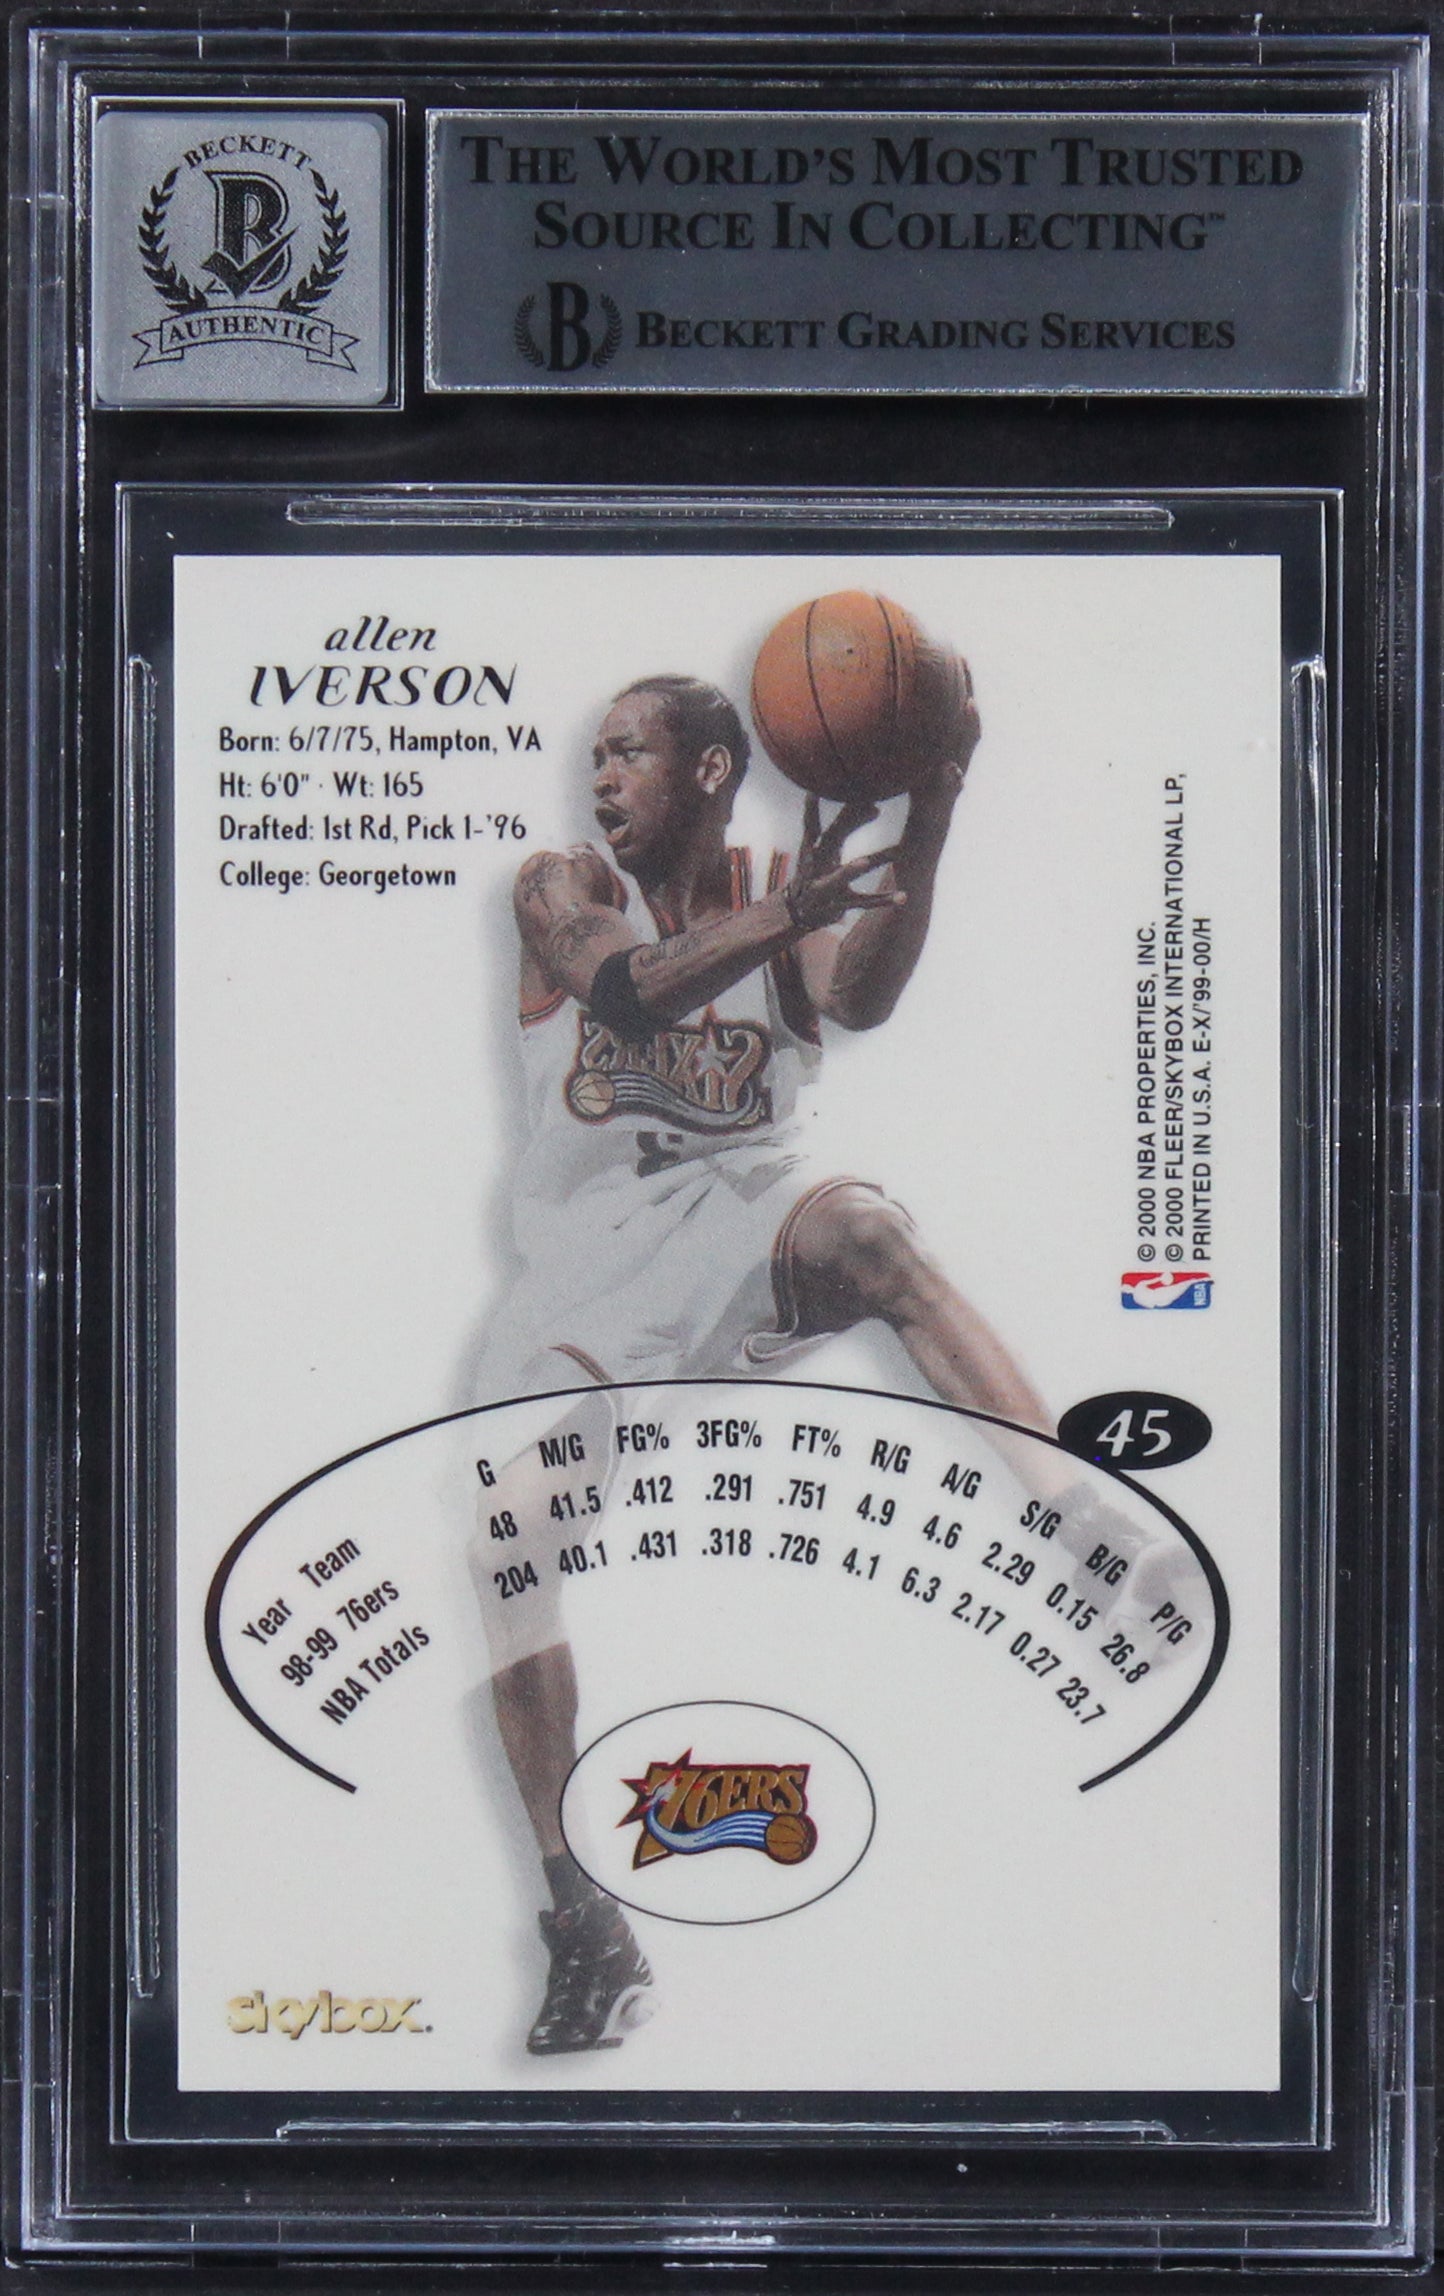 BECKETT
B
AUTHENTIC
THE WORLD'S MOST TRUSTED
SOURCE IN COLLECTING™
B BECKETT GRADING SERVICES
allen
IVERSON
Born: 6/7/75, Hampton, VA
Ht: 6'0" · Wt: 165
Drafted: 1st Rd, Pick 1-'96
College: Georgetown
© 2000 NBA PROPERTIES, INC.
© 2000 FLEER/SKYBOX INTERNATIONAL LP,
PRINTED IN U.S.A. E-X/'99-00/H
NBA
45
Year Team G M/G FG% 3FG% FT% R/G A/G S/G B/G P/G
98-99 76ers 48 41.5 .412 .291 .751 4.9 4.6 2.29 0.15 26.8
NBA Totals 204 40.1 .431 .318 .726 4.1 6.3 2.17 0.27 23.7
76ERS
skybox.